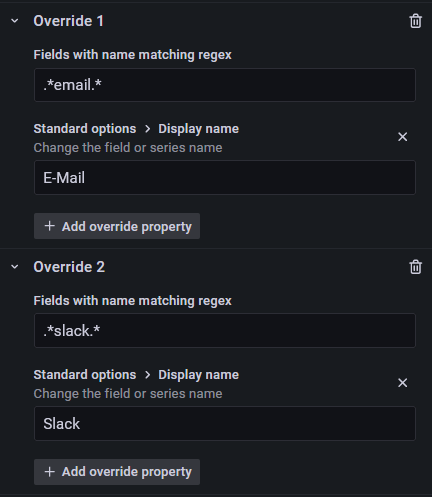 Override 1
Fields with name matching regex
.*email.*
Standard options > Display name
Change the field or series name
E-Mail
+ Add override property
Override 2
Fields with name matching regex
.*slack.*
Standard options > Display name
Change the field or series name
Slack
+ Add override property